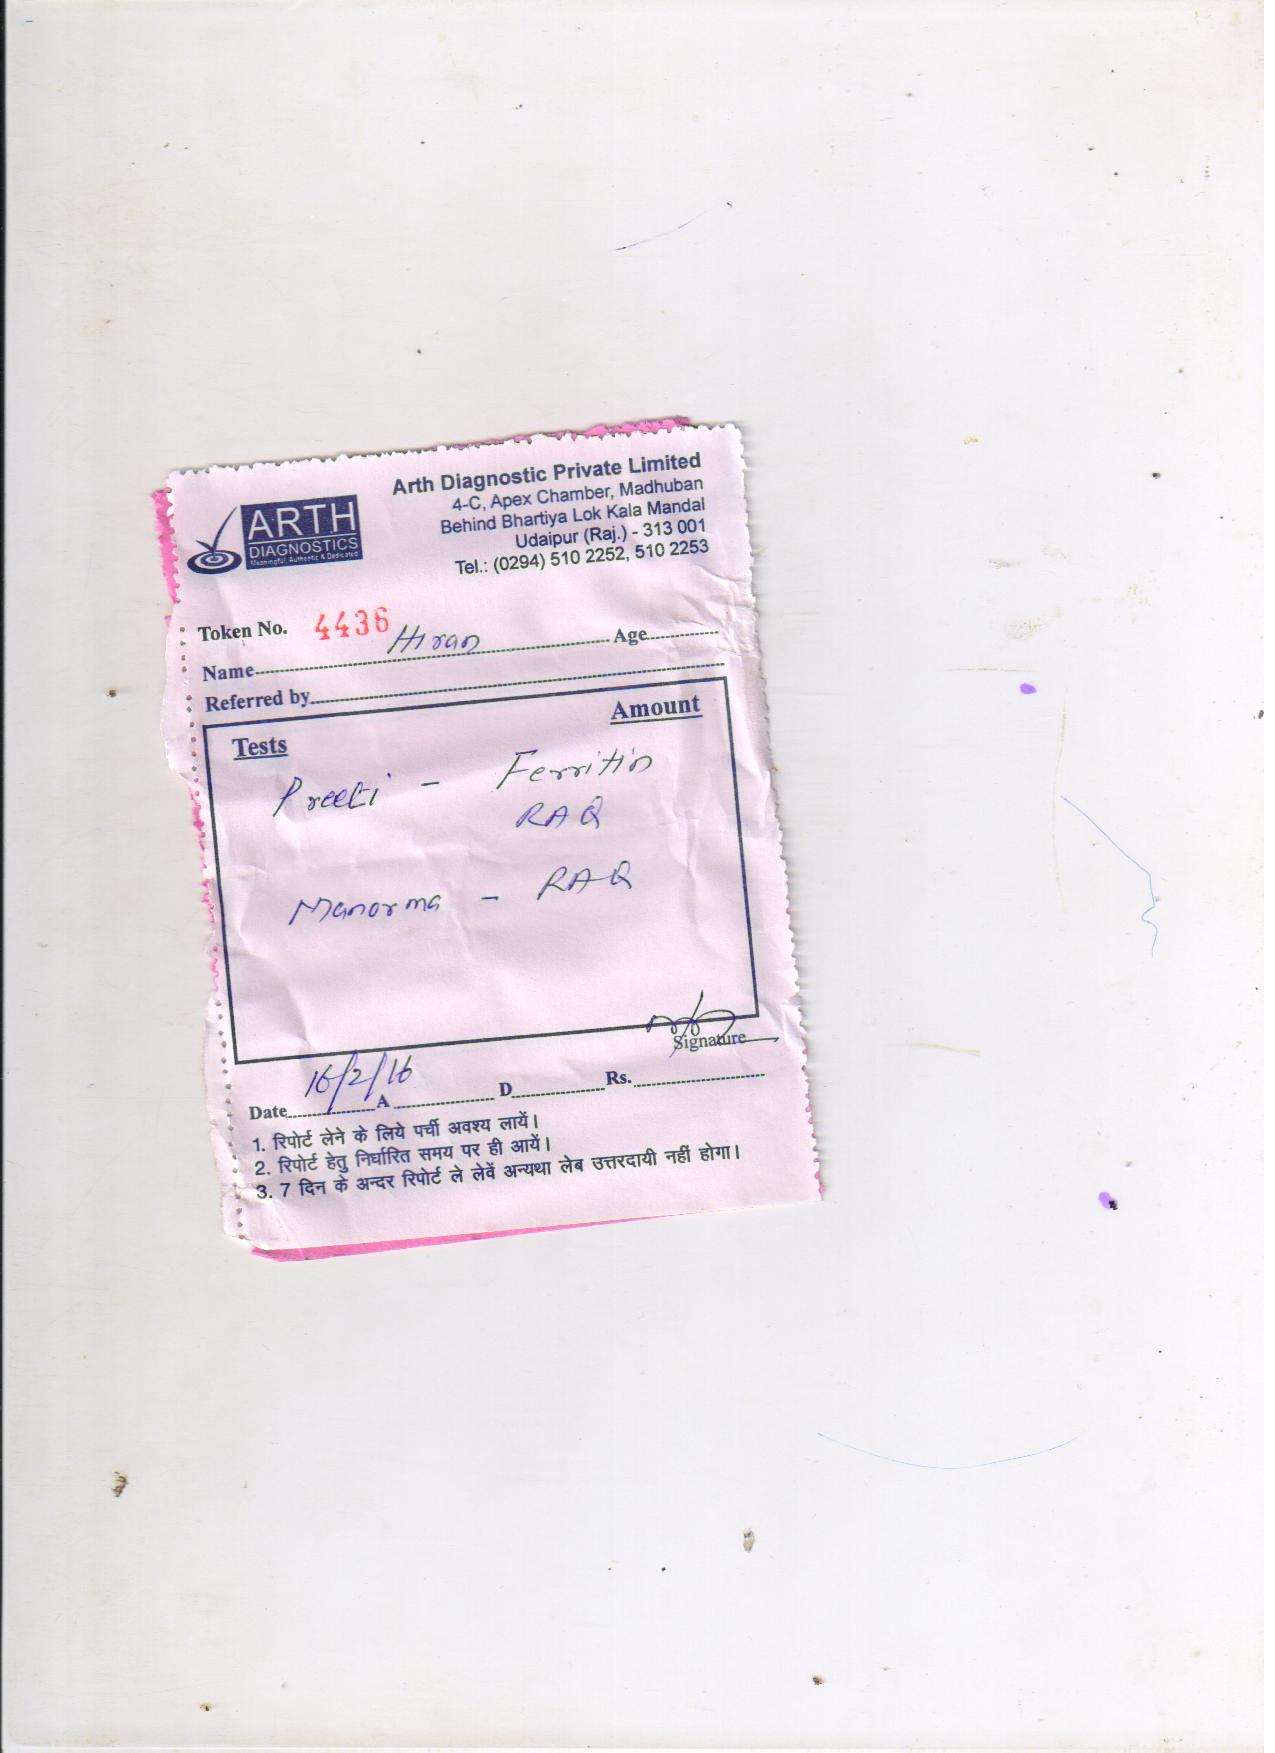 Arth Diagnostic Private Limited
4-C, Apex Chamber, Madhuban
Behind Bhartiya Lok Kala Mandal
Udaipur (Raj.) - 313 001
Tel.: (0294) 510 2252, 510 2253
ARTH
DIAGNOSTICS
Meaningful, Authentic & Dedicated
Token No. 4436
Name Hiran Age
Referred by
Tests Amount
Preeti - Ferritin
RAQ
Manorma - RAQ
Signature
Date 16/2/16 A D Rs.
1. रिपोर्ट लेने के लिये पर्ची अवश्य लायें।
2. रिपोर्ट हेतु निर्धारित समय पर ही आयें।
3. 7 दिन के अन्दर रिपोर्ट ले लेवें अन्यथा लेब उत्तरदायी नहीं होगा।